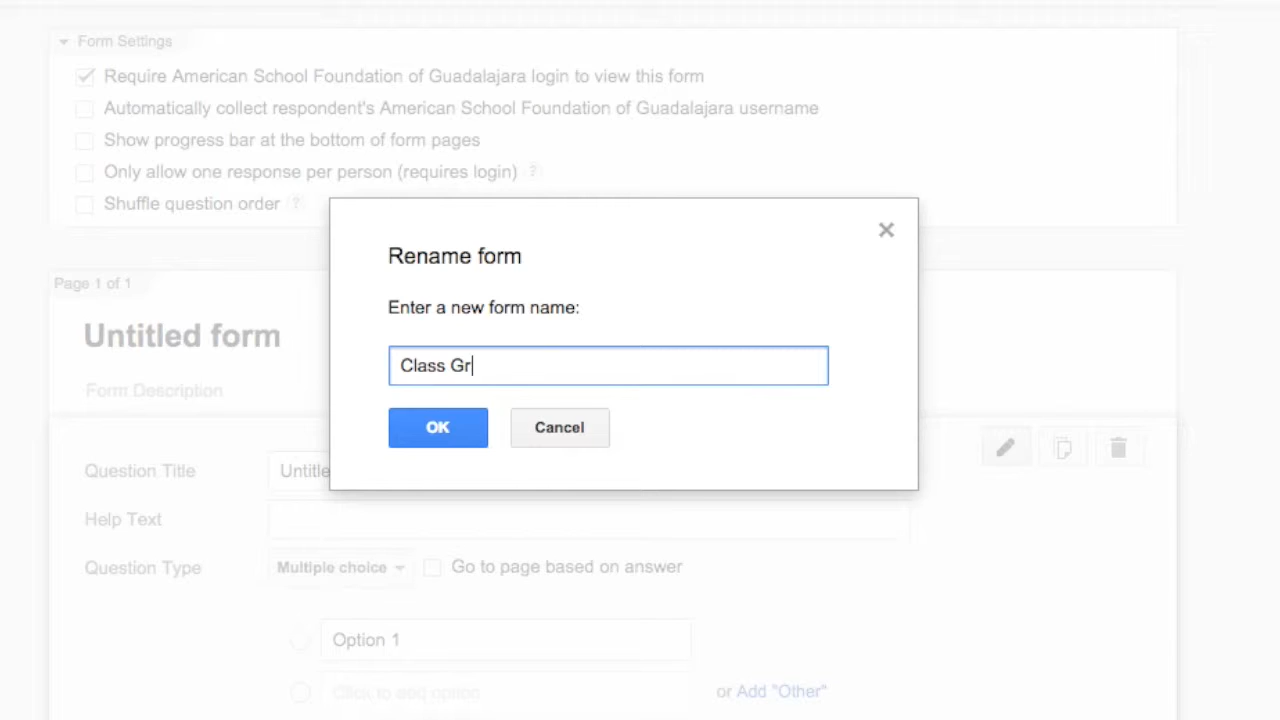 Form Settings
Require American School Foundation of Guadalajara login to view this form
Automatically collect respondent's American School Foundation of Guadalajara username
Show progress bar at the bottom of form pages
Only allow one response per person (requires login) ?
Shuffle question order ?
Rename form
Enter a new form name:
Class Gr
OK Cancel
Page 1 of 1
Untitled form
Form Description
Question Title Untitle
Help Text
Question Type Multiple choice Go to page based on answer
Option 1
Click to add option or Add "Other"